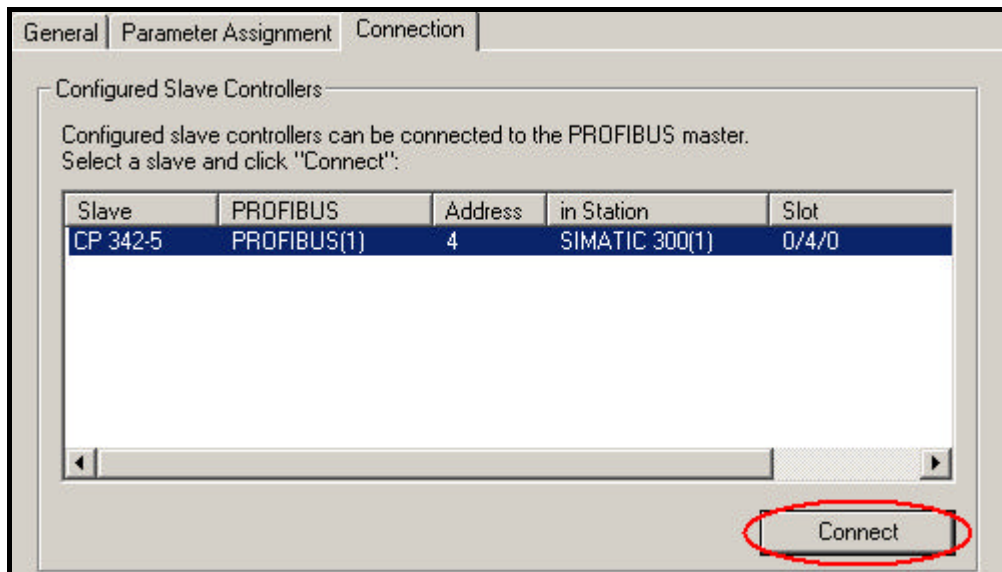 General Parameter Assignment Connection
Configured Slave Controllers
Configured slave controllers can be connected to the PROFIBUS master.
Select a slave and click "Connect":
Slave PROFIBUS Address in Station Slot
CP 342-5 PROFIBUS(1) 4 SIMATIC 300(1) 0/4/0
Connect